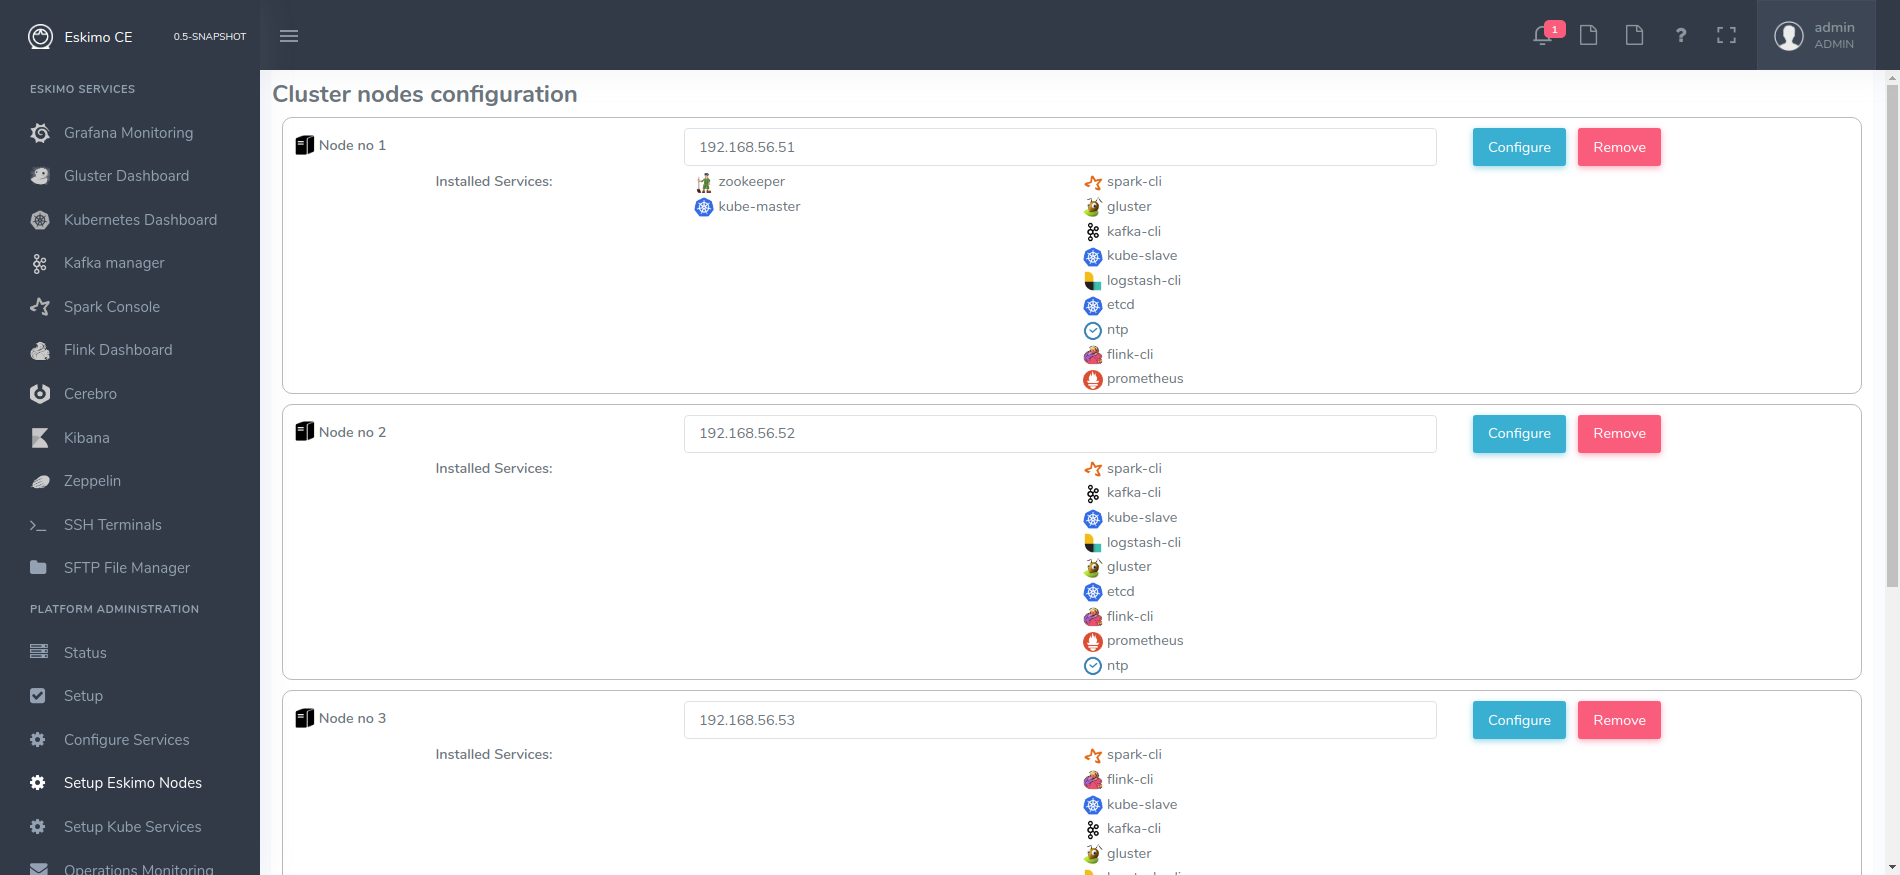 Eskimo CE
0.5-SNAPSHOT
1
?
admin
ADMIN
ESKIMO SERVICES
Grafana Monitoring
Gluster Dashboard
Kubernetes Dashboard
Kafka manager
Spark Console
Flink Dashboard
Cerebro
Kibana
Zeppelin
SSH Terminals
SFTP File Manager
PLATFORM ADMINISTRATION
Status
Setup
Configure Services
Setup Eskimo Nodes
Setup Kube Services
Operations Monitoring
Cluster nodes configuration
Node no 1
192.168.56.51
Configure
Remove
Installed Services:
zookeeper
kube-master
spark-cli
gluster
kafka-cli
kube-slave
logstash-cli
etcd
ntp
flink-cli
prometheus
Node no 2
192.168.56.52
Configure
Remove
Installed Services:
spark-cli
kafka-cli
kube-slave
logstash-cli
gluster
etcd
flink-cli
prometheus
ntp
Node no 3
192.168.56.53
Configure
Remove
Installed Services:
spark-cli
flink-cli
kube-slave
kafka-cli
gluster